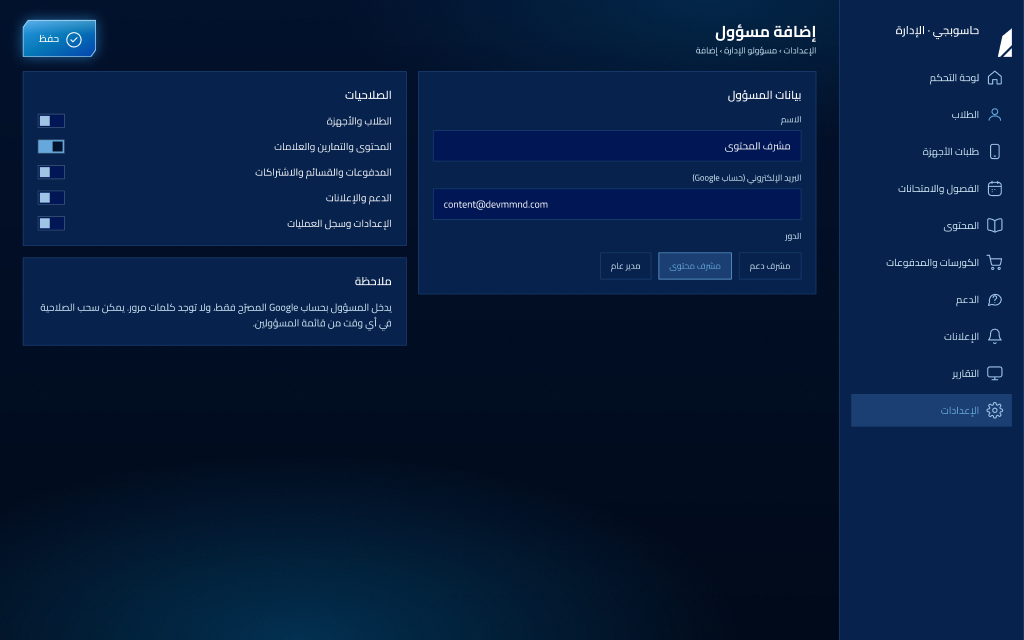 حاسوبجي · الإدارة
لوحة التحكم
الطلاب
طلبات الأجهزة
الفصول والامتحانات
المحتوى
الكورسات والمدفوعات
الدعم
الإعلانات
التقارير
الإعدادات
إضافة مسؤول
الإعدادات › مسؤولو الإدارة › إضافة
حفظ
بيانات المسؤول
الاسم
مشرف المحتوى
البريد الإلكتروني (حساب Google)
content@devmmnd.com
الدور
مشرف دعم
مشرف محتوى
مدير عام
الصلاحيات
الطلاب والأجهزة
المحتوى والتمارين والعلامات
المدفوعات والقسائم والاشتراكات
الدعم والإعلانات
الإعدادات وسجل العمليات
ملاحظة
يدخل المسؤول بحساب Google المصرّح فقط، ولا توجد كلمات مرور. يمكن سحب الصلاحية
في أي وقت من قائمة المسؤولين.